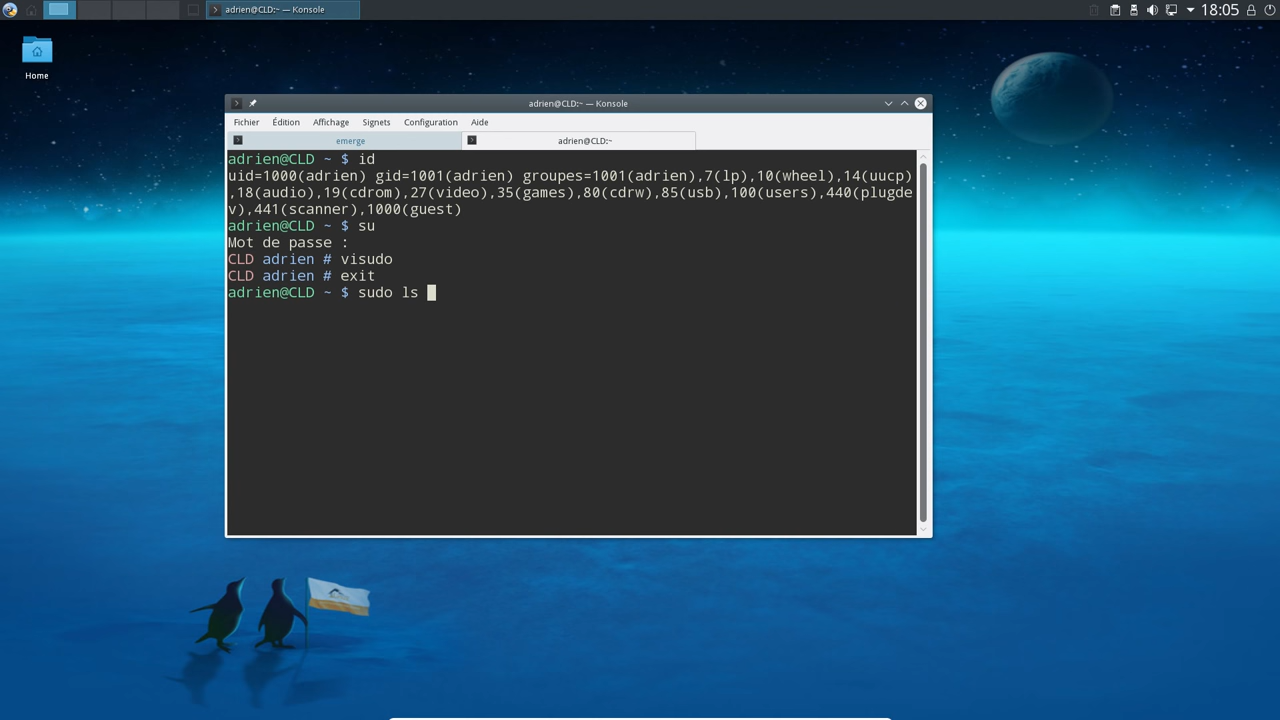 adrien@CLD:~ — Konsole
18:05
Home
adrien@CLD:~ — Konsole
Fichier Édition Affichage Signets Configuration Aide
emerge adrien@CLD:~
adrien@CLD ~ $ id
uid=1000(adrien) gid=1001(adrien) groupes=1001(adrien),7(lp),10(wheel),14(uucp)
,18(audio),19(cdrom),27(video),35(games),80(cdrw),85(usb),100(users),440(plugde
v),441(scanner),1000(guest)
adrien@CLD ~ $ su
Mot de passe :
CLD adrien # visudo
CLD adrien # exit
adrien@CLD ~ $ sudo ls